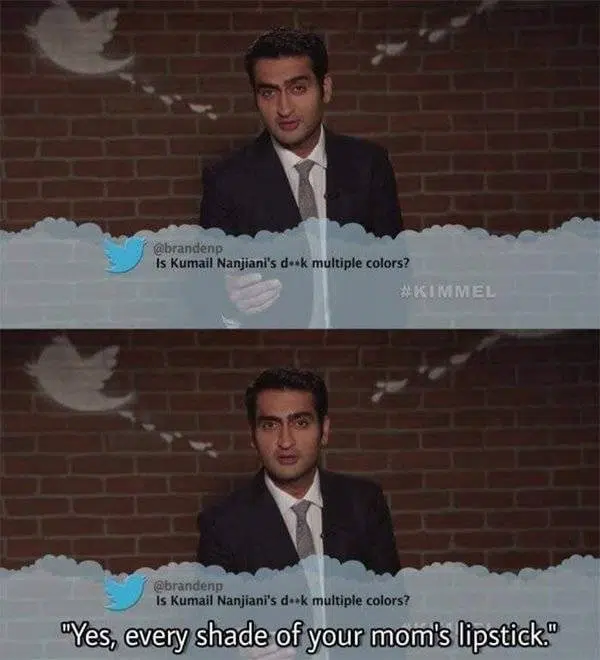 @brandenp
Is Kumail Nanjiani's d**k multiple colors?
#KIMMEL
@brandenp
Is Kumail Nanjiani's d**k multiple colors?
"Yes, every shade of your mom's lipstick."